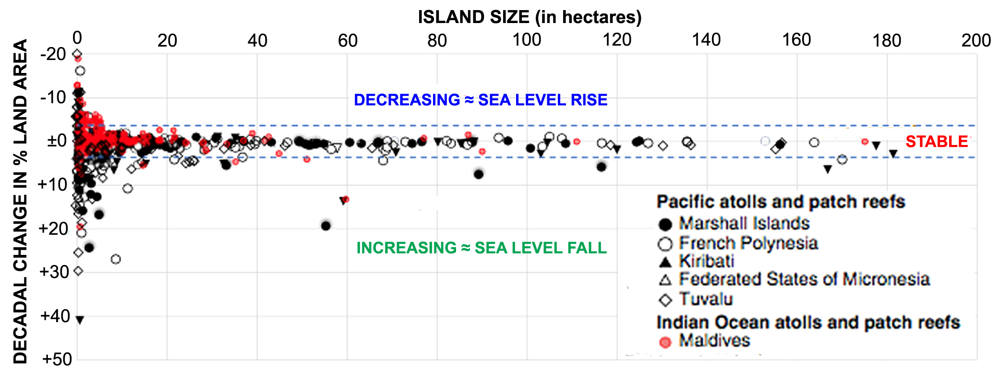 ISLAND SIZE (in hectares)
0 20 40 60 80 100 120 140 160 180 200
DECADAL CHANGE IN % LAND AREA
-20
-10
±0
+10
+20
+30
+40
+50
DECREASING ≈ SEA LEVEL RISE
STABLE
INCREASING ≈ SEA LEVEL FALL
Pacific atolls and patch reefs
Marshall Islands
French Polynesia
Kiribati
Federated States of Micronesia
Tuvalu
Indian Ocean atolls and patch reefs
Maldives